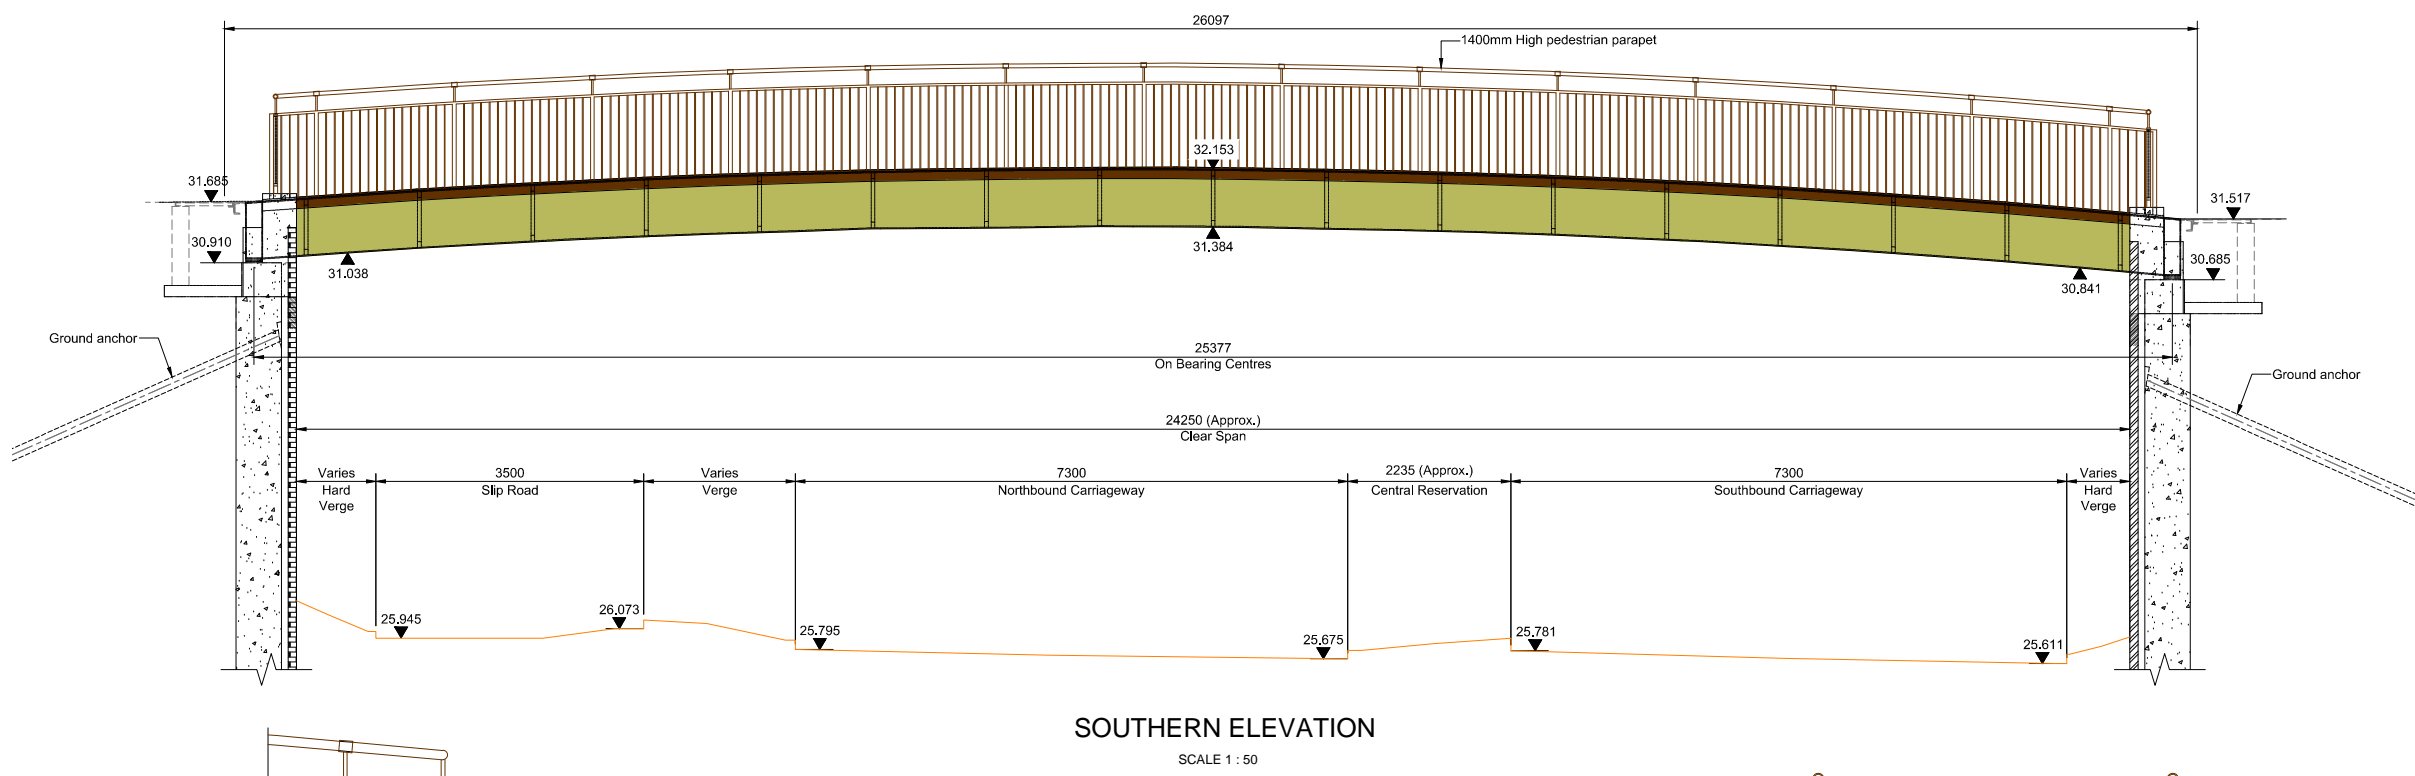 26097
1400mm High pedestrian parapet
32.153
31.685
31.517
30.910
31.038
31.384
30.841
30.685
Ground anchor
25377
On Bearing Centres
Ground anchor
24250 (Approx.)
Clear Span
Varies
Hard
Verge
3500
Slip Road
Varies
Verge
7300
Northbound Carriageway
2235 (Approx.)
Central Reservation
7300
Southbound Carriageway
Varies
Hard
Verge
25.945
26.073
25.795
25.675
25.781
25.611
SOUTHERN ELEVATION
SCALE 1 : 50